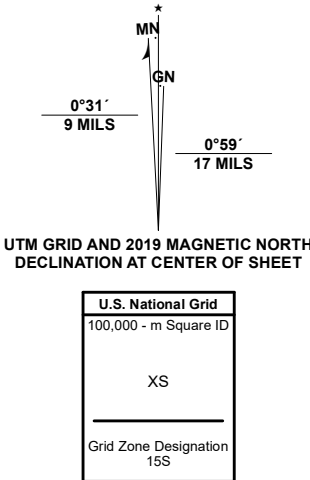 MN
GN
0°31´
9 MILS
0°59´
17 MILS
UTM GRID AND 2019 MAGNETIC NORTH
DECLINATION AT CENTER OF SHEET
U.S. National Grid
100,000 - m Square ID
XS
Grid Zone Designation
15S